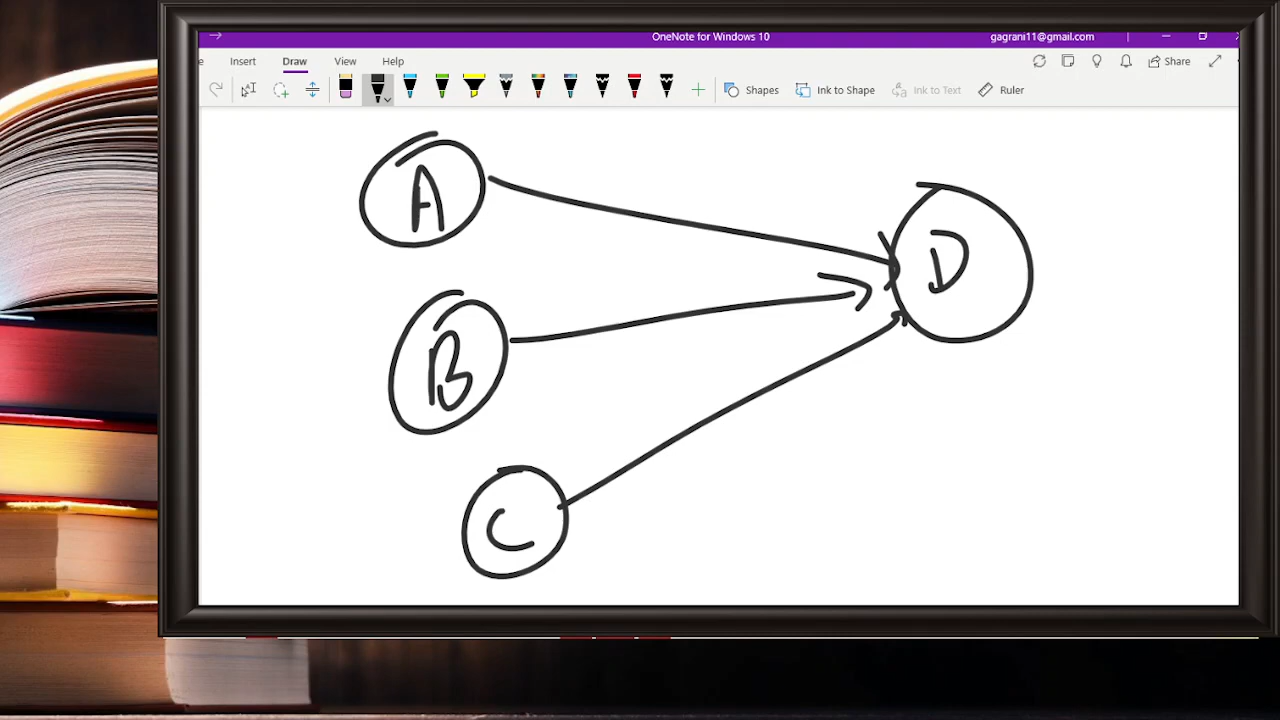 OneNote for Windows 10 gagrani11@gmail.com
Insert Draw View Help Share
Shapes Ink to Shape Ink to Text Ruler
A
D
B
C